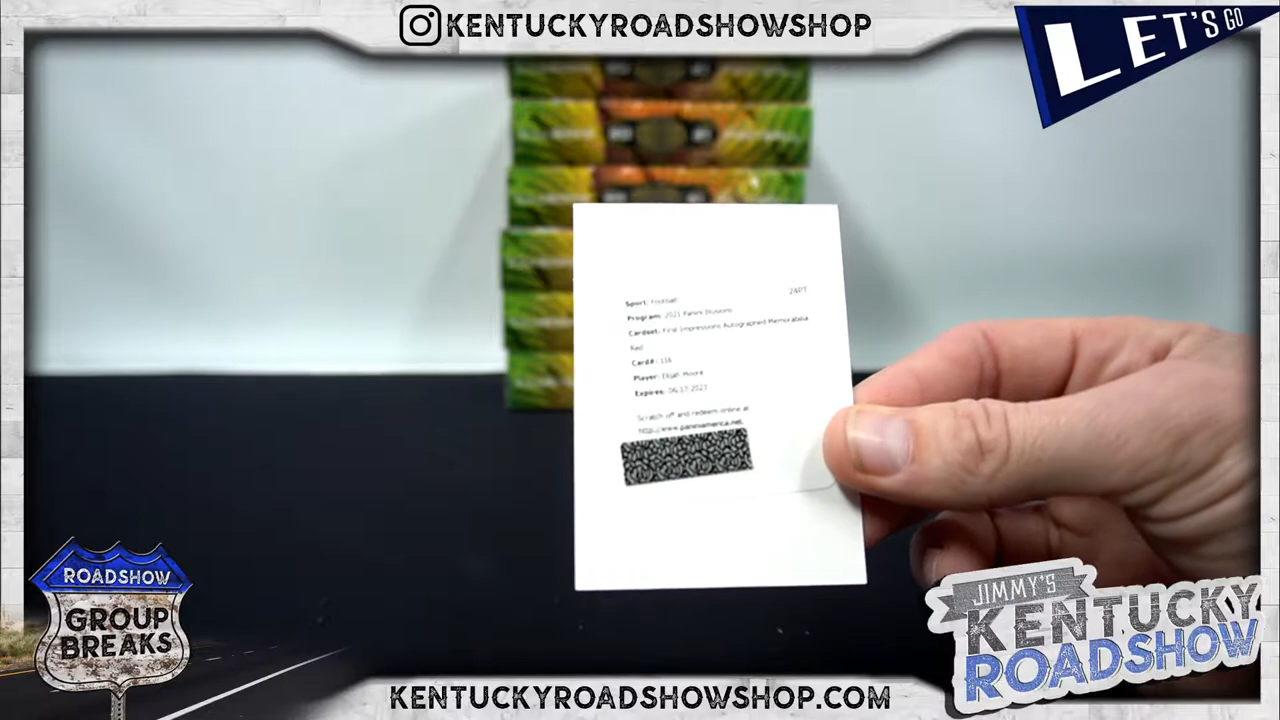 KENTUCKYROADSHOWSHOP
LET'S GO
24PT
Sport: Football
Program: 2021 Panini Illusions
Cardset: First Impressions Autographed Memorabilia
Red
Card#: 116
Player: Elijah Moore
Expires: 06/17/2023
Scratch off and redeem online at
http://www.paniniamerica.net.
ROADSHOW
GROUP
BREAKS
JIMMY'S
KENTUCKY
ROADSHOW
KENTUCKYROADSHOWSHOP.COM